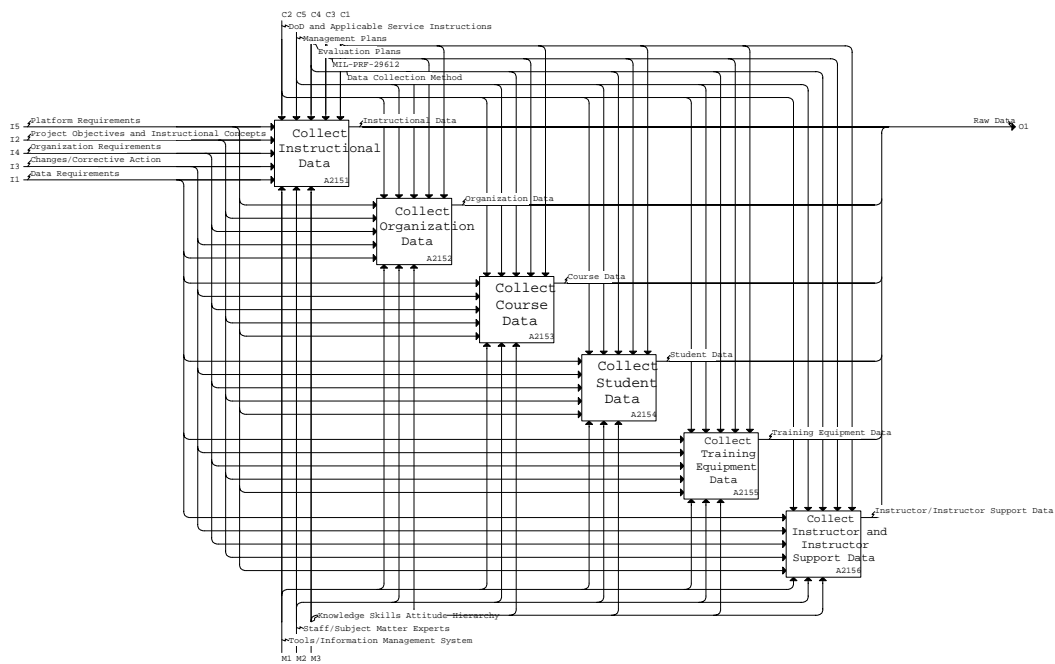 C2 C5 C4 C3 C1
DoD and Applicable Service Instructions
Management Plans
Evaluation Plans
MIL-PRF-29612
Data Collection Method
I5 Platform Requirements
I2 Project Objectives and Instructional Concepts
I4 Organization Requirements
I3 Changes/Corrective Action
I1 Data Requirements
Collect
Instructional
Data
A2151
Instructional Data
Raw Data
O1
Collect
Organization
Data
A2152
Organization Data
Collect
Course
Data
A2153
Course Data
Collect
Student
Data
A2154
Student Data
Collect
Training
Equipment
Data
A2155
Training Equipment Data
Collect
Instructor and
Instructor
Support Data
A2156
Instructor/Instructor Support Data
Knowledge Skills Attitude Hierarchy
Staff/Subject Matter Experts
Tools/Information Management System
M1 M2 M3